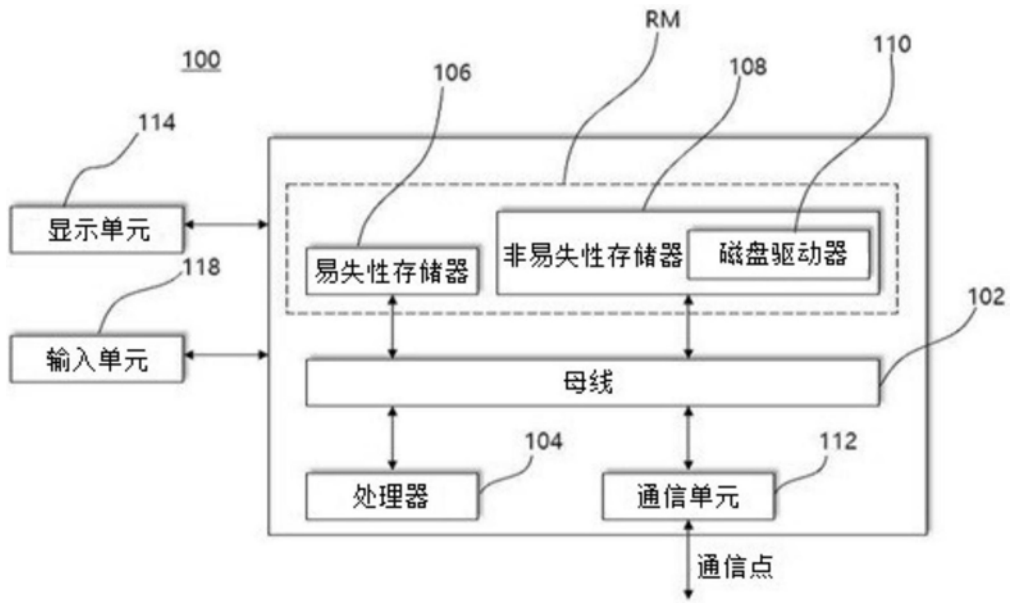 RM
110
100
106
108
114
显示单元
易失性存储器
非易失性存储器
磁盘驱动器
118
102
输入单元
母线
104
112
处理器
通信单元
通信点